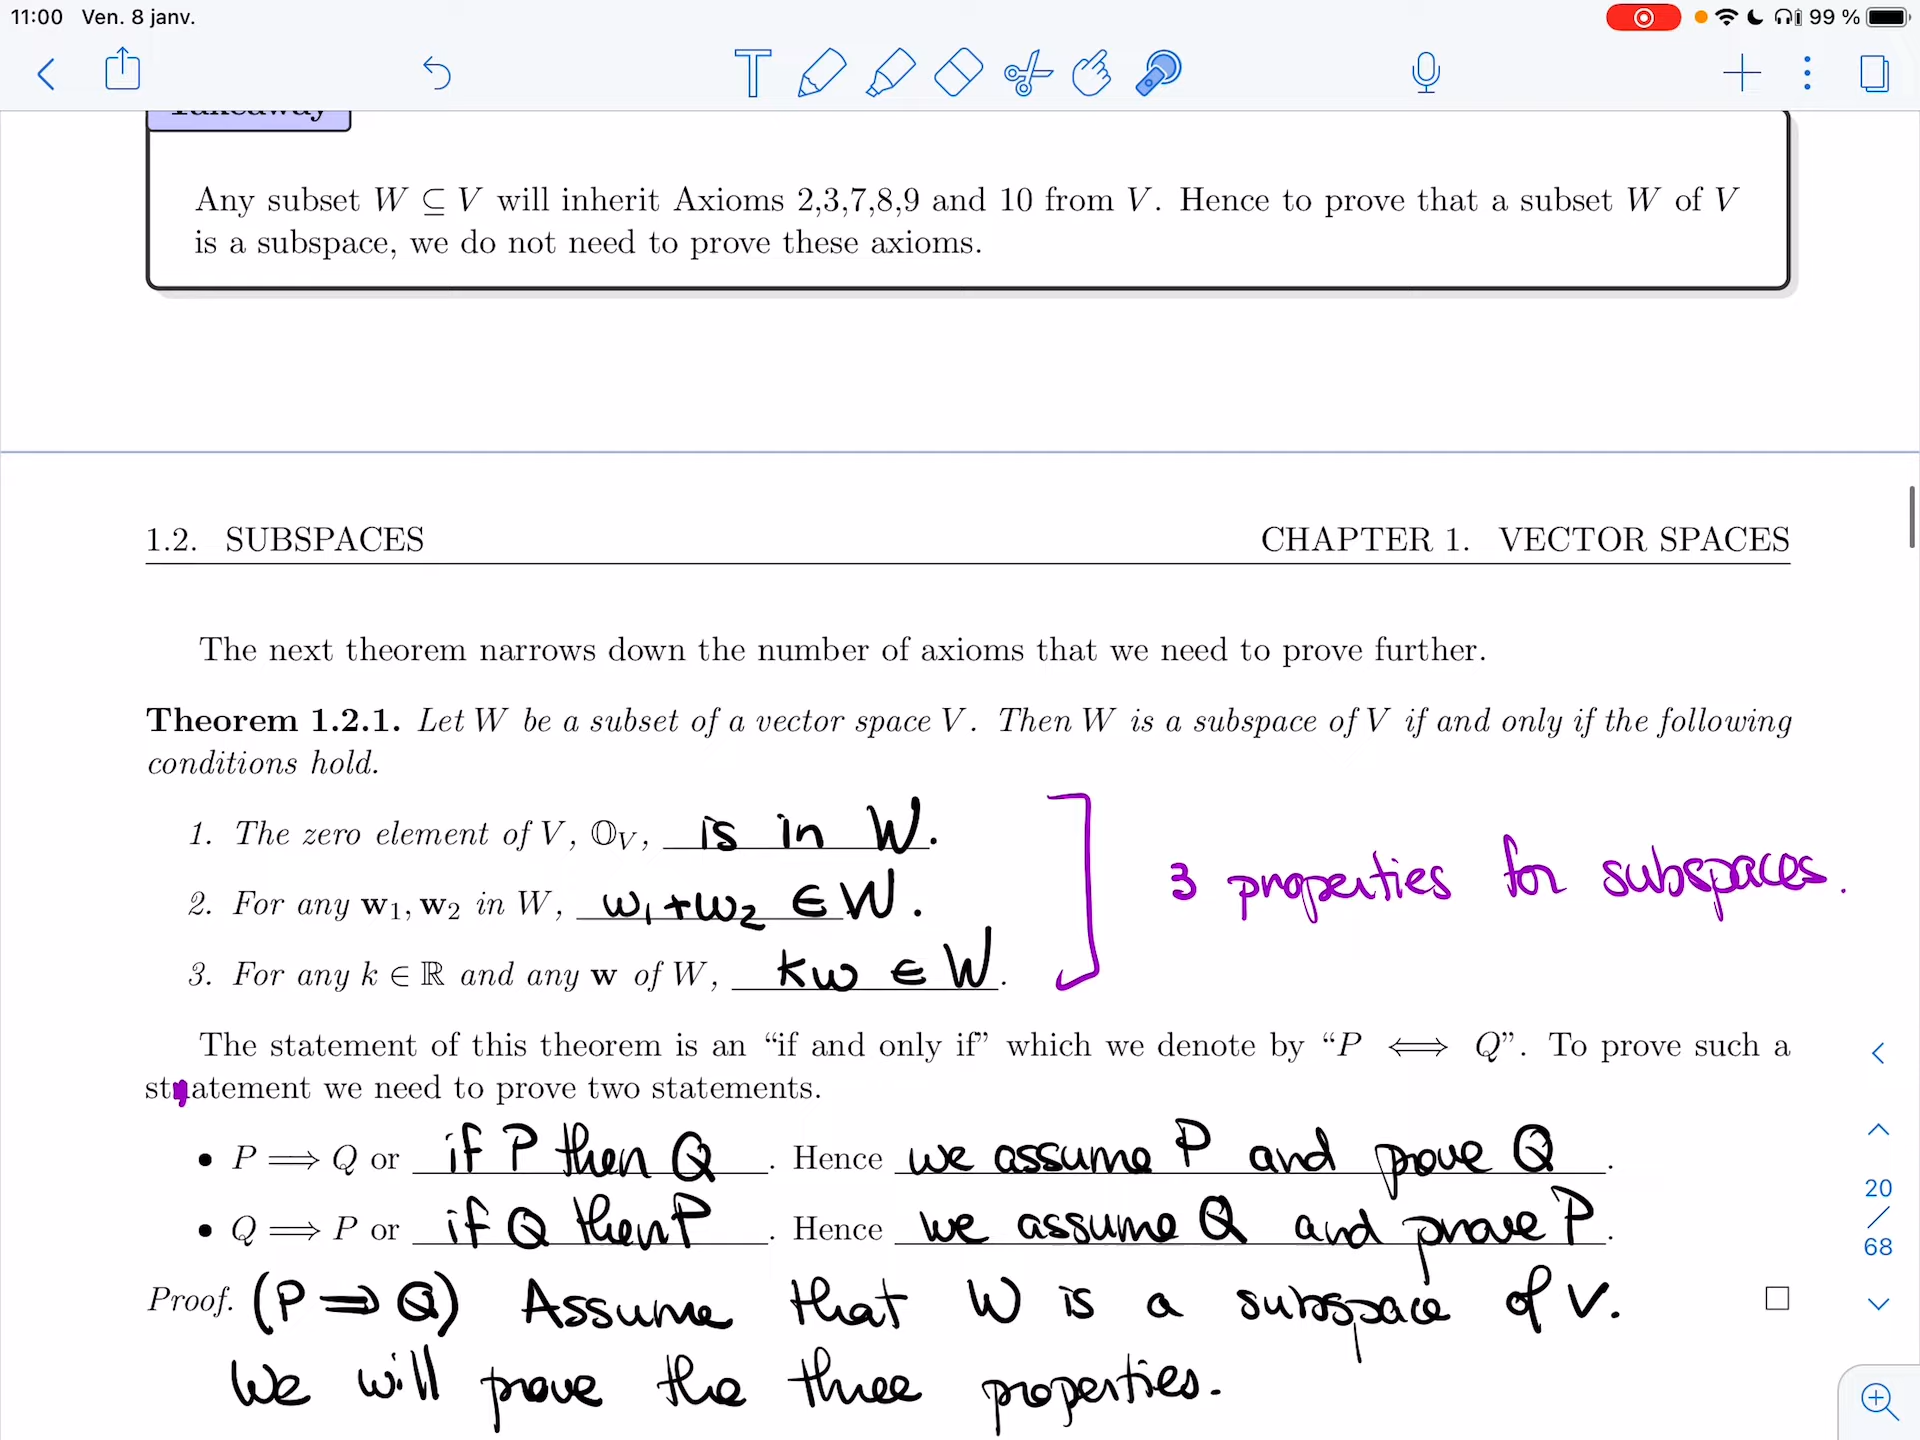 11:00 Ven. 8 janv. 99 %
Takeaway
Any subset W ⊆ V will inherit Axioms 2,3,7,8,9 and 10 from V. Hence to prove that a subset W of V
is a subspace, we do not need to prove these axioms.
1.2. SUBSPACES CHAPTER 1. VECTOR SPACES
The next theorem narrows down the number of axioms that we need to prove further.
Theorem 1.2.1. Let W be a subset of a vector space V. Then W is a subspace of V if and only if the following
conditions hold.
1. The zero element of V, 𝕆V, is in W.
2. For any w1, w2 in W, w1+w2 ∈ W.
3. For any k ∈ ℝ and any w of W, kw ∈ W.
3 properties for subspaces.
The statement of this theorem is an “if and only if” which we denote by “P ⟺ Q”. To prove such a
statement we need to prove two statements.
• P ⟹ Q or if P then Q. Hence we assume P and prove Q.
• Q ⟹ P or if Q then P. Hence we assume Q and prove P.
Proof. (P ⟹ Q) Assume that W is a subspace of V. □
We will prove the three properties.
20
/
68